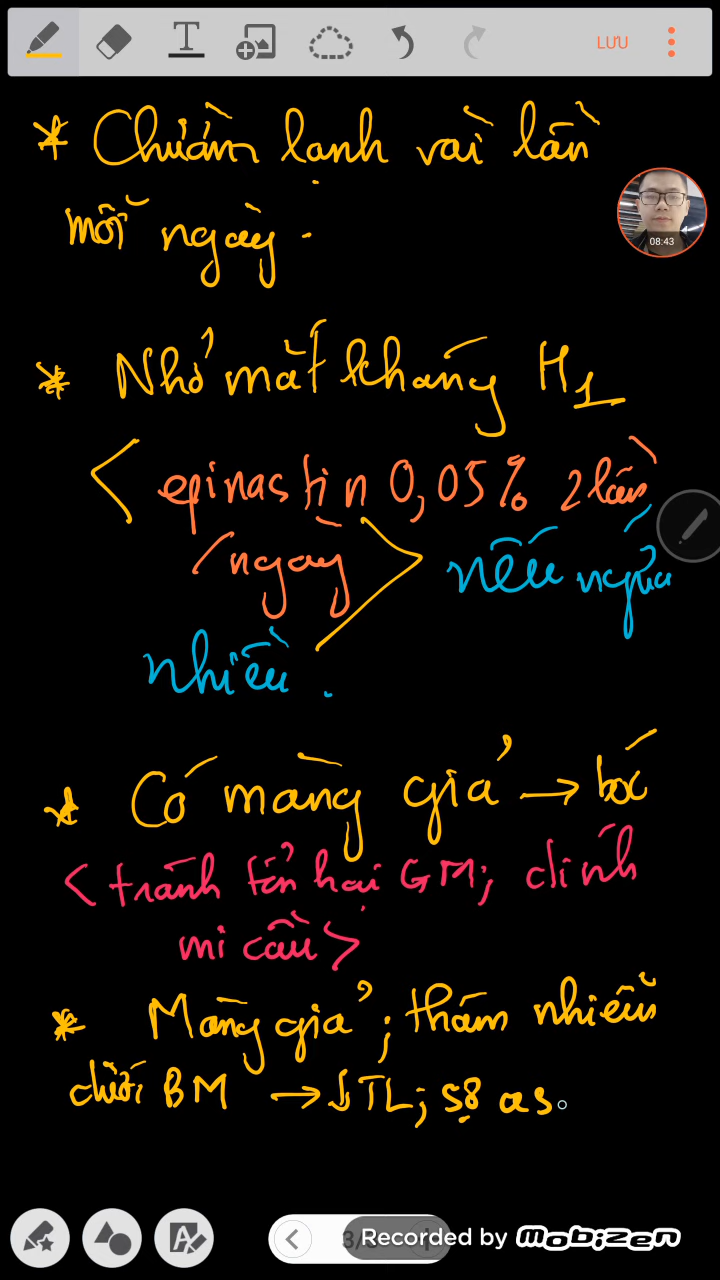 T LƯU
* Chườm lạnh vài lần
08:43
mỗi ngày.
* Nhỏ mắt kháng H1
< epinastin 0,05% 2 lần
/ngày > nếu ngứa
nhiều.
* Có màng giả → bóc
<tránh tổn hại GM; dính
mi cầu>
* Màng giả; thâm nhiễm
dưới BM → ↓TL; sợ as.
3/
Recorded by mobizen